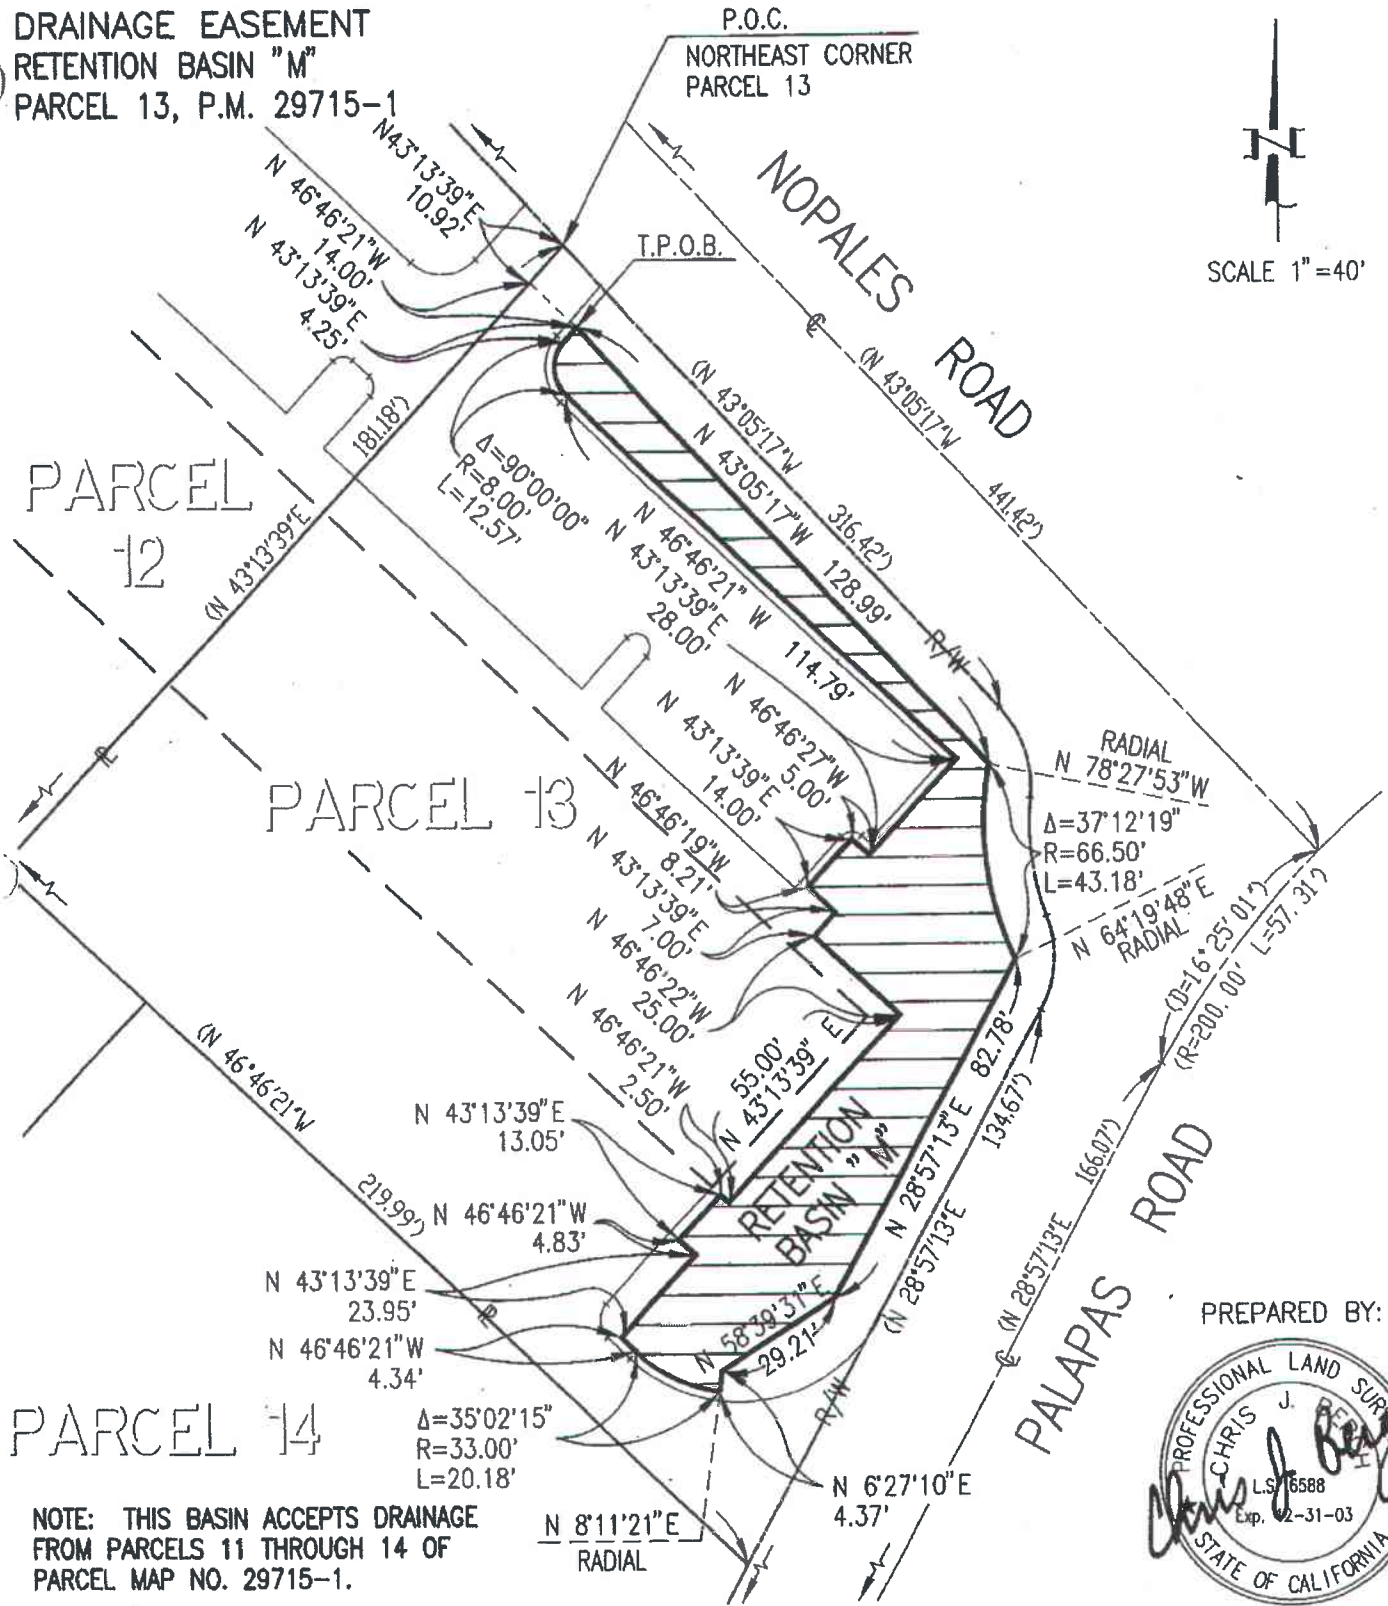 DRAINAGE EASEMENT
RETENTION BASIN "M"
PARCEL 13, P.M. 29715-1
P.O.C.
NORTHEAST CORNER
PARCEL 13
SCALE 1"=40'
N43°13'39"E
10.92'
N 46°46'21"W
14.00'
N 43°13'39"E
4.25'
T.P.O.B.
NOPALES ROAD
(N 43°05'17"W
441.42')
(N 43°05'17"W
316.42')
N 43°05'17"W 128.99'
R/W
181.18')
(N 43°13'39"E
PARCEL
12
Δ=90°00'00"
R=8.00'
L=12.57'
N 46°46'21" W 114.79'
N 43°13'39"E
28.00'
N 46°46'27"W
5.00'
N 43°13'39"E
14.00'
N 46°46'19"W
8.21'
N 43°13'39"E
7.00'
N 46°46'22"W
25.00'
N 46°46'21"W
2.50'
RADIAL
N 78°27'53"W
Δ=37°12'19"
R=66.50'
L=43.18'
N 64°19'48"E
RADIAL
(D=16°25'01")
(R=200.00' L=57.31')
PARCEL 13
55.00'
N 43°13'39" E
N 43°13'39"E
13.05'
N 46°46'21"W
4.83'
N 43°13'39"E
23.95'
N 46°46'21"W
4.34'
(N 46°46'21"W
219.99')
RETENTION
BASIN "M"
N 28°57'13"E 82.78'
(N 28°57'13"E
134.67')
(N 28°57'13"E
166.07')
PALAPAS ROAD
N 58°39'31"E
29.21'
R/W
PARCEL 14
Δ=35°02'15"
R=33.00'
L=20.18'
N 6°27'10"E
4.37'
N 8°11'21"E
RADIAL
NOTE: THIS BASIN ACCEPTS DRAINAGE
FROM PARCELS 11 THROUGH 14 OF
PARCEL MAP NO. 29715-1.
PREPARED BY:
PROFESSIONAL LAND
CHRIS J.
L.S. 6588
Exp. 12-31-03
STATE OF CALIFORNIA